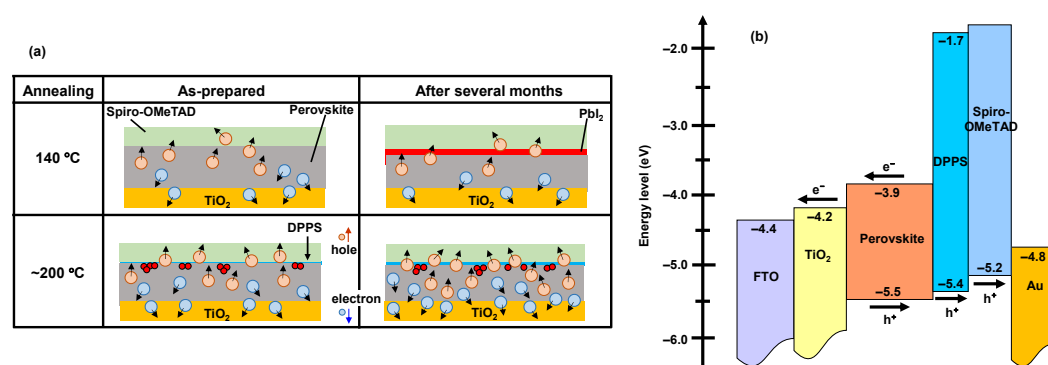 (a)
Annealing
As-prepared
After several months
140 ºC
Spiro-OMeTAD
Perovskite
TiO2
PbI2
TiO2
~200 ºC
DPPS
TiO2
hole
electron
TiO2
(b)
Energy level (eV)
−2.0
−3.0
−4.0
−5.0
−6.0
−4.4
FTO
e−
−4.2
TiO2
e−
−3.9
Perovskite
−5.5
h+
−1.7
DPPS
−5.4
h+
Spiro-
OMeTAD
−5.2
h+
−4.8
Au